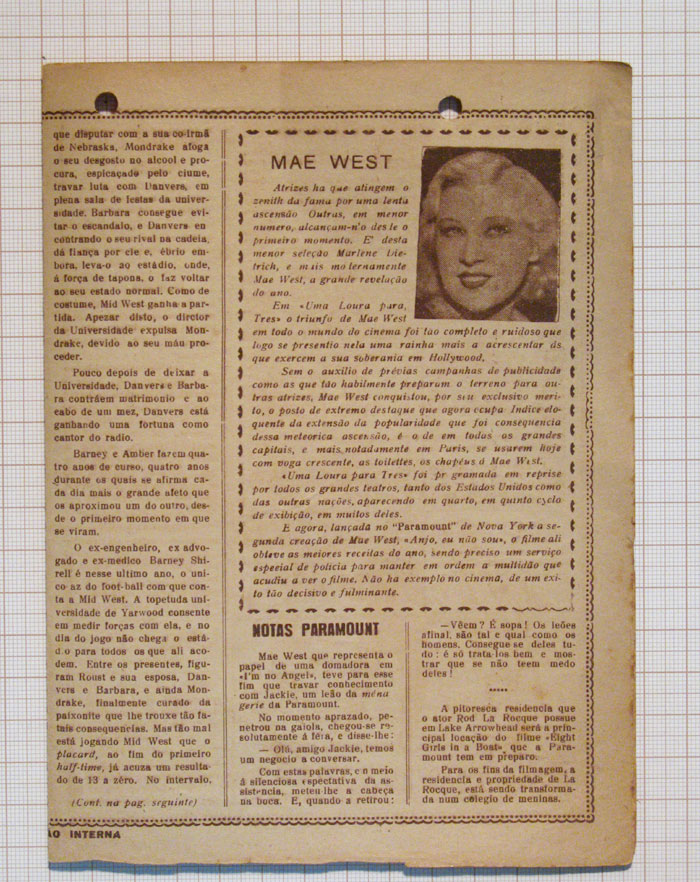 que disputar com a sua co-irmã
de Nebraska, Mondrake afoga
o seu desgosto no alcool e pro-
cura, espicaçado pelo ciume,
travar luta com Danvers, em
plena sala de festas da univer-
sidade. Barbara consegue evi-
tar o escandalo, e Danvers en
contrando o seu rival na cadeia,
dá fiança por ele e, ébrio em-
bora, leva-o ao estádio, onde,
á força de tapona, o faz voltar
ao seu estado normal. Como de
costume, Mid West ganha a par-
tida. Apezar disto, o diretor
da Universidade expulsa Mon-
drake, devido ao seu máu pro-
ceder.
Pouco depois de deixar a
Universidade, Danvers e Barba-
ra contráem matrimonio e ao
cabo de um mez, Danvers está
ganhando uma fortuna como
cantor do radio.
Barney e Amber fazem qua-
tro anos de curso, quatro anos
durante os quais se afirma ca-
da dia mais o grande afeto que
os aproximou um do outro, des-
de o primeiro momento em que
se viram.
O ex-engenheiro, ex advo-
gado e ex-medico Barney Shi-
rell é nesse ultimo ano, o uni-
co az do foot-ball com que con-
ta a Mid West. A topetuda uni-
versidade de Yarwood consente
em medir forças com ela, e no
dia do jogo não chega o está-
d.o para todos os que ali aco-
dem. Entre os presentes, figu-
ram Roust e sua esposa, Dan-
vers e Barbara, e ainda Mon-
drake, finalmente curado da
paixonite que lhe trouxe tão fa-
tais consequencias. Mas tão mal
está jogando Mid West que o
placard, ao fim do primeiro
half-time, já acuza um resulta-
do de 13 a zêro. No intervalo,
(Cont. na pag. seguinte)
MAE WEST
Atrizes ha que atingem o
zenith da fama por uma lenta
ascensão Outras, em menor
numero, alcançam-n'o desde o
primeiro momento. E' desta
menor seleção Marlene Die-
trich, e mais modernamente
Mae West, a grande revelação
do ano.
Em «Uma Loura para,
Tres» o triunfo de Mae West
em todo o mundo do cinema foi tao completo e ruidoso que
logo se presentio nela uma rainha mais a acrescentar ás
que exercem a sua soberania em Hollywood.
Sem o auxilio de prévias campanhas de publicidade
como as que tão habilmente preparam o terreno para ou-
tras atrizes, Mae West conquistou, por seu exclusivo meri-
to, o posto de extremo destaque que agora ocupa Indice elo-
quente da extensão da popularidade que foi consequencia
dessa meteorica ascensão, é o de em todas as grandes
capitais, e mais notadamente em Paris, se usarem hoje
com voga crescente, as toilettes, os chapéus á Mae West.
«Uma Loura para Tres» foi pr gramada em reprise
por todos os grandes teatros, tanto dos Estados Unidos como
das outras nações, aparecendo em quarto, em quinto cyclo
de exibição, em muitos deles.
E agora, lançada no "Paramount" de Nova York a se-
gunda creação de Mae West, «Anjo, eu não sou», o filme ali
obteve as meiores receitas do ano, sendo preciso um serviço
especial de policia para manter em ordem a multidão que
acudiu a ver o filme. Não ha exemplo no cinema, de um exi-
to tão decisivo e fulminante.
NOTAS PARAMOUNT
Mae West que representa o
papel de uma domadora em
«I'm no Angel», teve para esse
fim que travar conhecimento
com Jackie, um leão da ména
gerie da Paramount.
No momento aprazado, pe-
netrou na gaiola, chegou-se re-
solutamente á féra, e disse-lhe:
— Olá, amigo Jackie, temos
um negocio a conversar.
Com estas palavras, e no meio
á silenciosa espectativa da as-
sistencia, meteu-lhe a cabeça
na boca. E, quando a retirou:
—Vêem? É sopa! Os leões
afinal, são tal e qual como os
homens. Consegue-se deles tu-
do: é só trata-los bem e mos-
trar que se não teem medo
deles!
*****
A pitoresca residencia que
o ator Rod La Rocque possue
em Lake Arrowhead será a prin-
cipal locação do filme «Eight
Girls in a Boat», que a Para-
mount tem em preparo.
Para os fins da filmagem, a
residencia e propriedade de La
Rocque, está sendo transforma-
da num colegio de meninas.
ÃO INTERNA